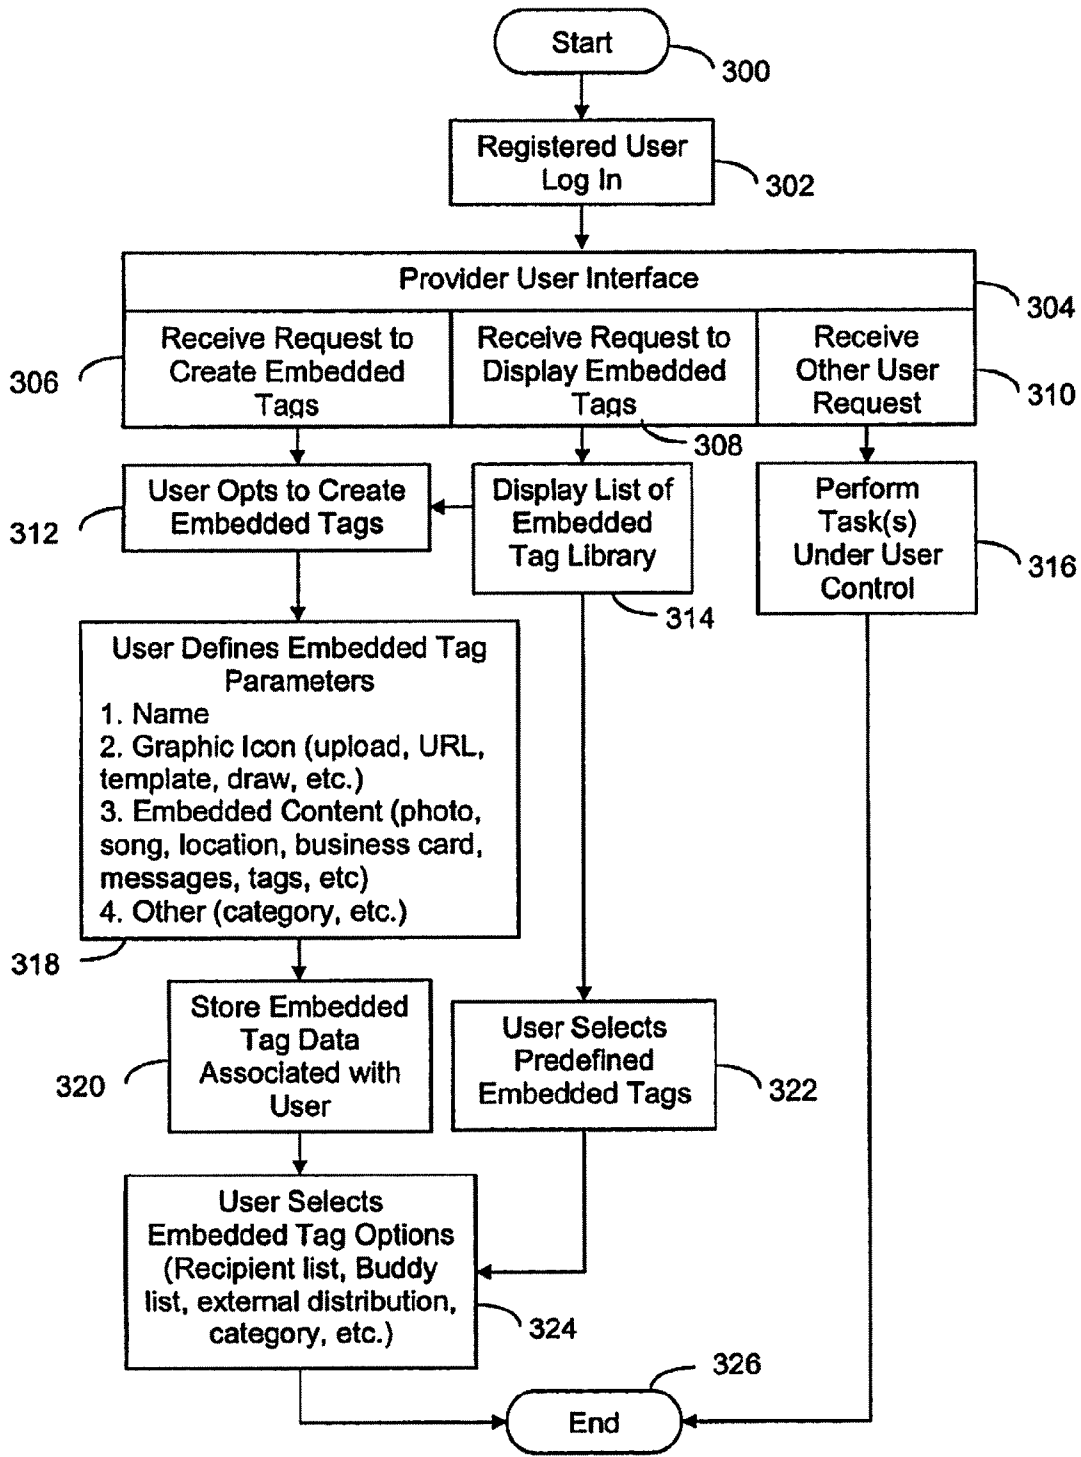 Start
300
Registered User
Log In
302
Provider User Interface
304
Receive Request to
Create Embedded
Tags
306
Receive Request to
Display Embedded
Tags
308
Receive
Other User
Request
310
User Opts to Create
Embedded Tags
312
Display List of
Embedded
Tag Library
314
Perform
Task(s)
Under User
Control
316
User Defines Embedded Tag
Parameters
1. Name
2. Graphic Icon (upload, URL,
template, draw, etc.)
3. Embedded Content (photo,
song, location, business card,
messages, tags, etc)
4. Other (category, etc.)
318
Store Embedded
Tag Data
Associated with
User
320
User Selects
Predefined
Embedded Tags
322
User Selects
Embedded Tag Options
(Recipient list, Buddy
list, external distribution,
category, etc.)
324
326
End